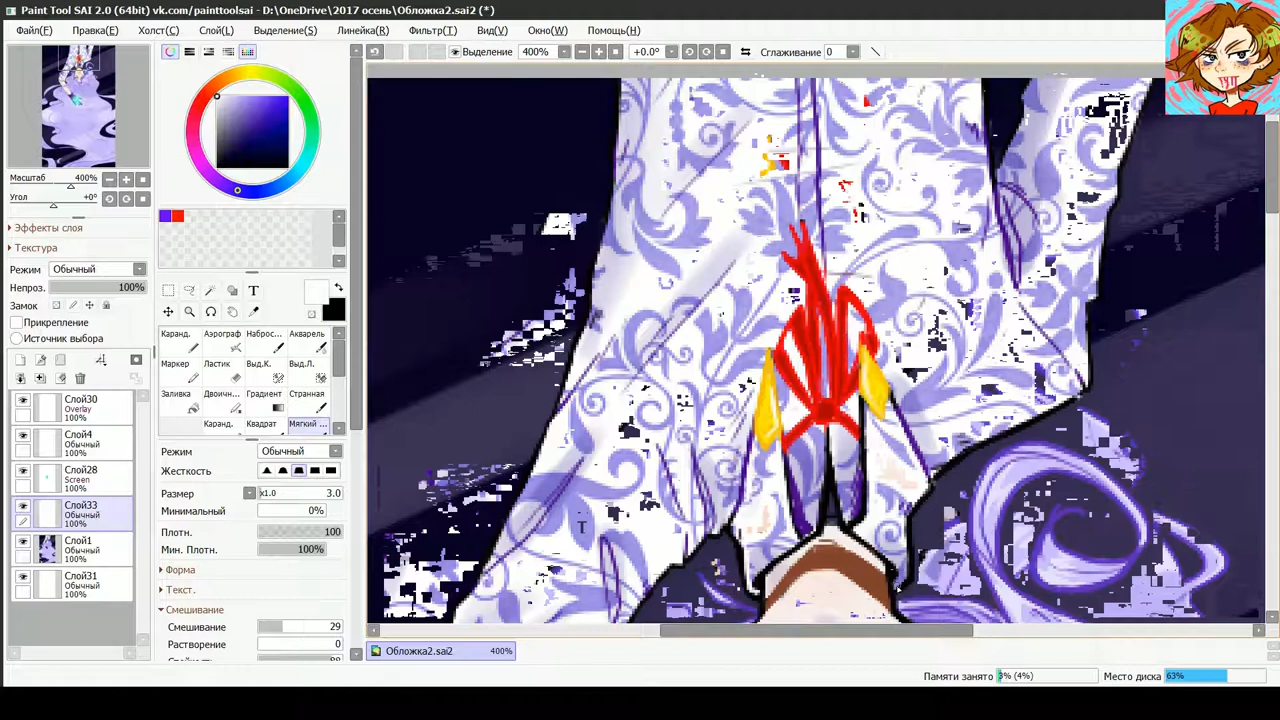 Paint Tool SAI 2.0 (64bit) vk.com/painttoolsai - D:\OneDrive\2017 осень\Обложка2.sai2 (*)
Файл(F) Правка(E) Холст(C) Слой(L) Выделение(S) Линейка(R) Фильтр(T) Вид(V) Окно(W) Помощь(H)
Выделение 400% +0.0° Сглаживание 0
Масштаб 400%
Угол +0°
Эффекты слоя
Текстура
Режим Обычный
Непроз. 100%
Замок
Прикрепление
Источник выбора
Слой30
Overlay
100%
Слой4
Обычный
100%
Слой28
Screen
100%
Слой33
Обычный
100%
Слой1
Обычный
100%
Слой31
Обычный
100%
T
Каранд. Аэрограф Наброс... Акварель
Маркер Ластик Выд.К. Выд.Л.
Заливка Двоичн... Градиент Странная
Каранд. Квадрат Мягкий ...
Режим Обычный
Жесткость
Размер x1.0 3.0
Минимальный 0%
Плотн. 100
Мин. Плотн. 100%
Форма
Текст.
Смешивание
Смешивание 29
Растворение 0
Обложка2.sai2 400%
Памяти занято 3% (4%) Место диска 63%